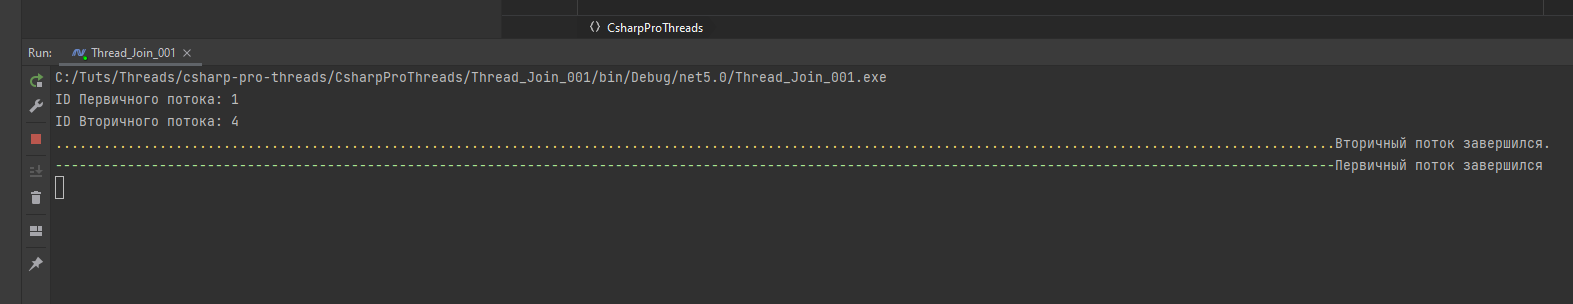 CsharpProThreads
Run: Thread_Join_001
C:/Tuts/Threads/csharp-pro-threads/CsharpProThreads/Thread_Join_001/bin/Debug/net5.0/Thread_Join_001.exe
ID Первичного потока: 1
ID Вторичного потока: 4
................................................................................................................................................................Вторичный поток завершился.
----------------------------------------------------------------------------------------------------------------------------------------------------------------Первичный поток завершился